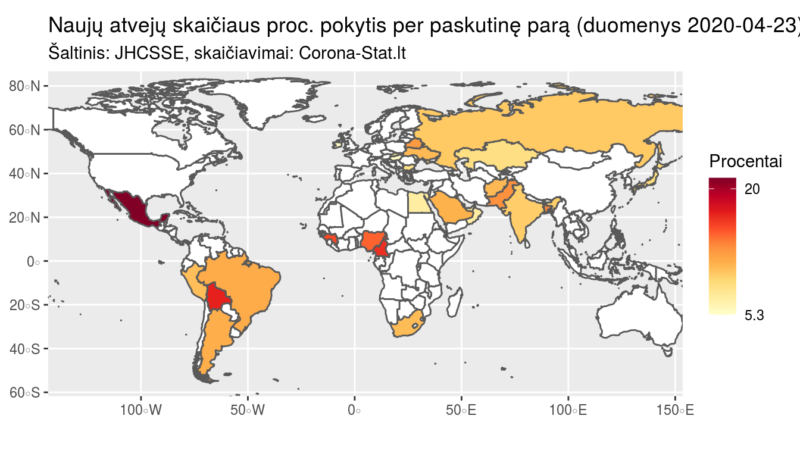 Naujų atvejų skaičiaus proc. pokytis per paskutinę parą (duomenys 2020-04-23)
Šaltinis: JHCSSE, skaičiavimai: Corona-Stat.lt
80◦N
60◦N
40◦N
20◦N
0◦
20◦S
40◦S
60◦S
100◦W
50◦W
0◦
50◦E
100◦E
150◦E
Procentai
20
5.3